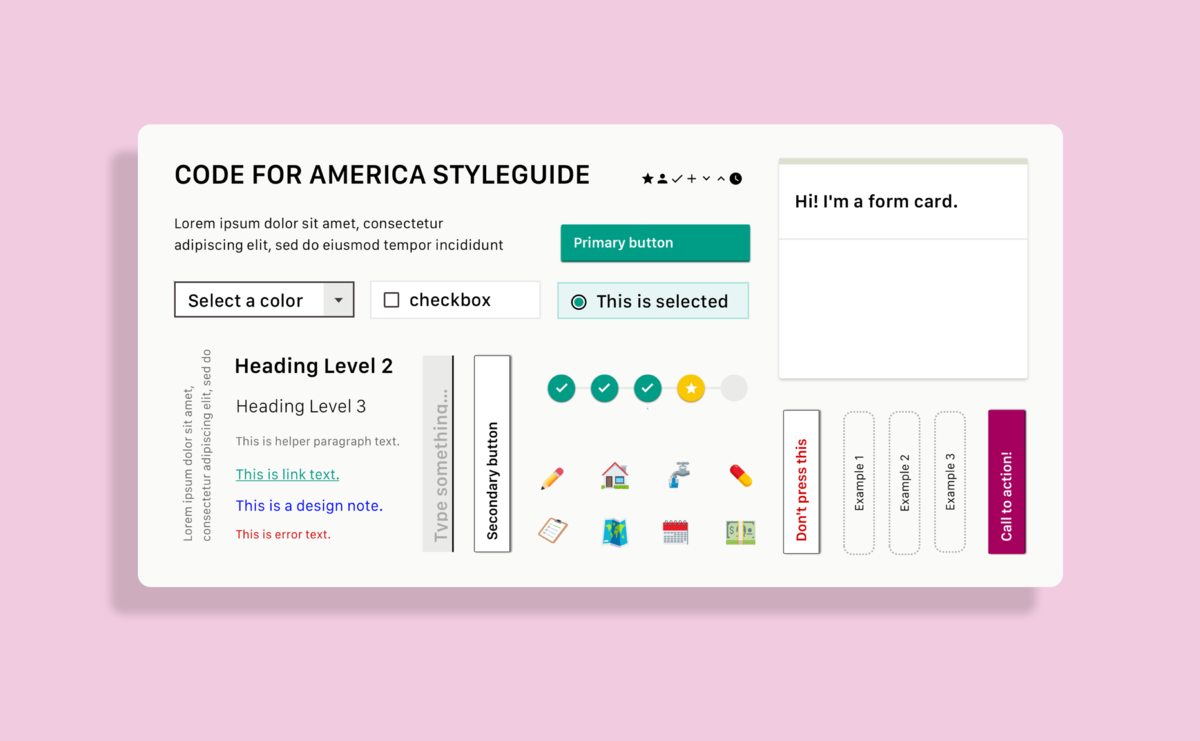 CODE FOR AMERICA STYLEGUIDE
Lorem ipsum dolor sit amet, consectetur
adipiscing elit, sed do eiusmod tempor incididunt
Primary button
Hi! I'm a form card.
Select a color
checkbox
This is selected
Lorem ipsum dolor sit amet,
consectetur adipiscing elit, sed do
Heading Level 2
Heading Level 3
This is helper paragraph text.
This is link text.
This is a design note.
This is error text.
Type something...
Secondary button
Don't press this
Example 1
Example 2
Example 3
Call to action!